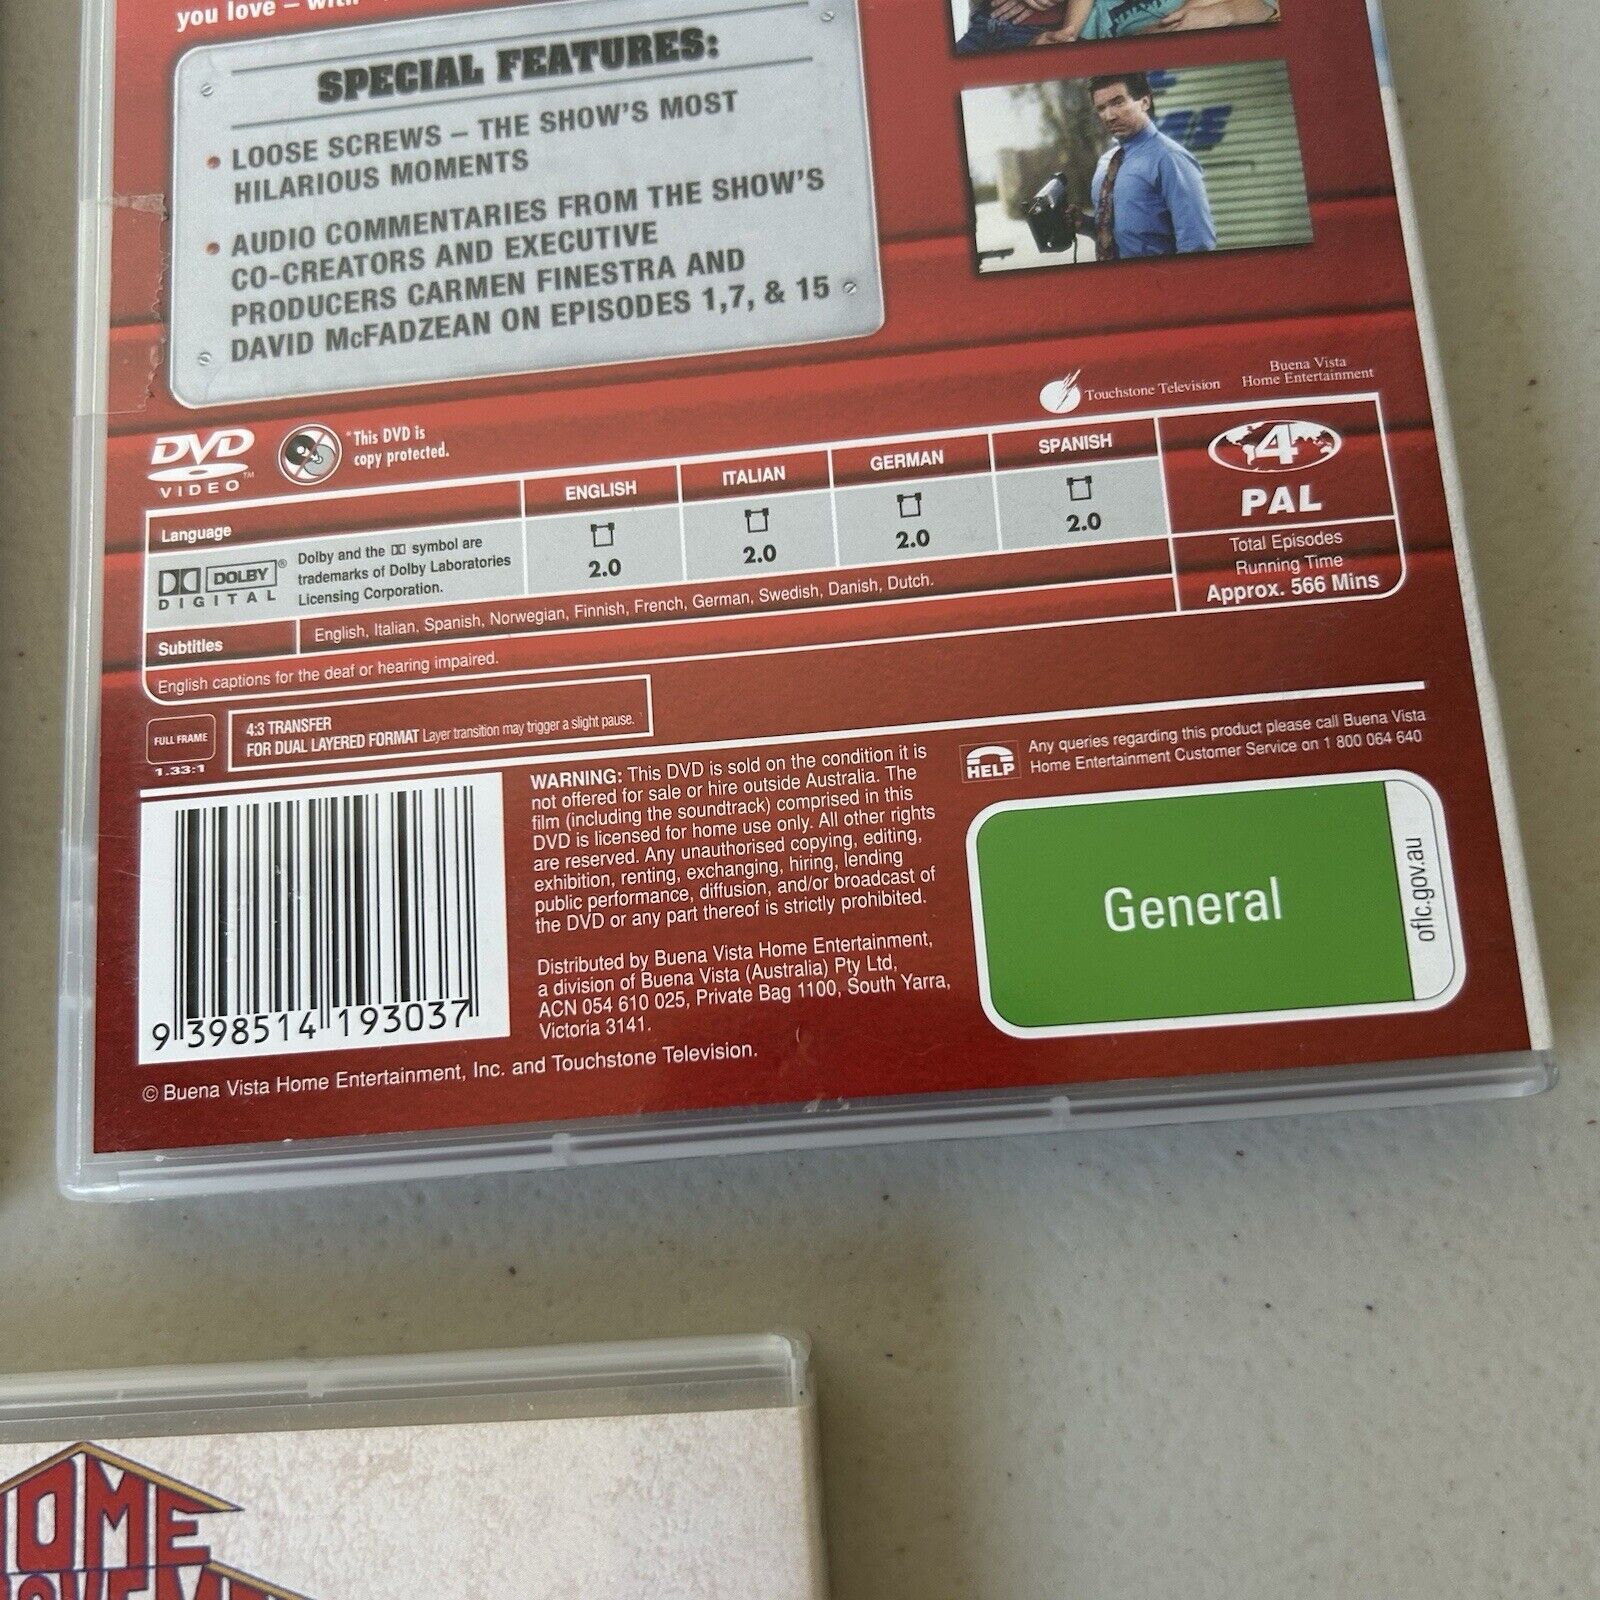 you love – with
SPECIAL FEATURES:
• LOOSE SCREWS – THE SHOW'S MOST
HILARIOUS MOMENTS
• AUDIO COMMENTARIES FROM THE SHOW'S
CO-CREATORS AND EXECUTIVE
PRODUCERS CARMEN FINESTRA AND
DAVID McFADZEAN ON EPISODES 1,7, & 15
Touchstone Television
Buena Vista
Home Entertainment
DVD
VIDEO™
*This DVD is
copy protected.
Language
ENGLISH
ITALIAN
GERMAN
SPANISH
2.0
2.0
2.0
2.0
DOLBY®
DIGITAL
Dolby and the DD symbol are
trademarks of Dolby Laboratories
Licensing Corporation.
4
PAL
Total Episodes
Running Time
Approx. 566 Mins
Subtitles
English, Italian, Spanish, Norwegian, Finnish, French, German, Swedish, Danish, Dutch.
English captions for the deaf or hearing impaired.
FULL FRAME
1.33:1
4:3 TRANSFER
FOR DUAL LAYERED FORMAT Layer transition may trigger a slight pause.
WARNING: This DVD is sold on the condition it is
not offered for sale or hire outside Australia. The
film (including the soundtrack) comprised in this
DVD is licensed for home use only. All other rights
are reserved. Any unauthorised copying, editing,
exhibition, renting, exchanging, hiring, lending
public performance, diffusion, and/or broadcast of
the DVD or any part thereof is strictly prohibited.
Distributed by Buena Vista Home Entertainment,
a division of Buena Vista (Australia) Pty Ltd,
ACN 054 610 025, Private Bag 1100, South Yarra,
Victoria 3141.
HELP
Any queries regarding this product please call Buena Vista
Home Entertainment Customer Service on 1 800 064 640
General
oflc.gov.au
9 398514 193037
© Buena Vista Home Entertainment, Inc. and Touchstone Television.
HOME